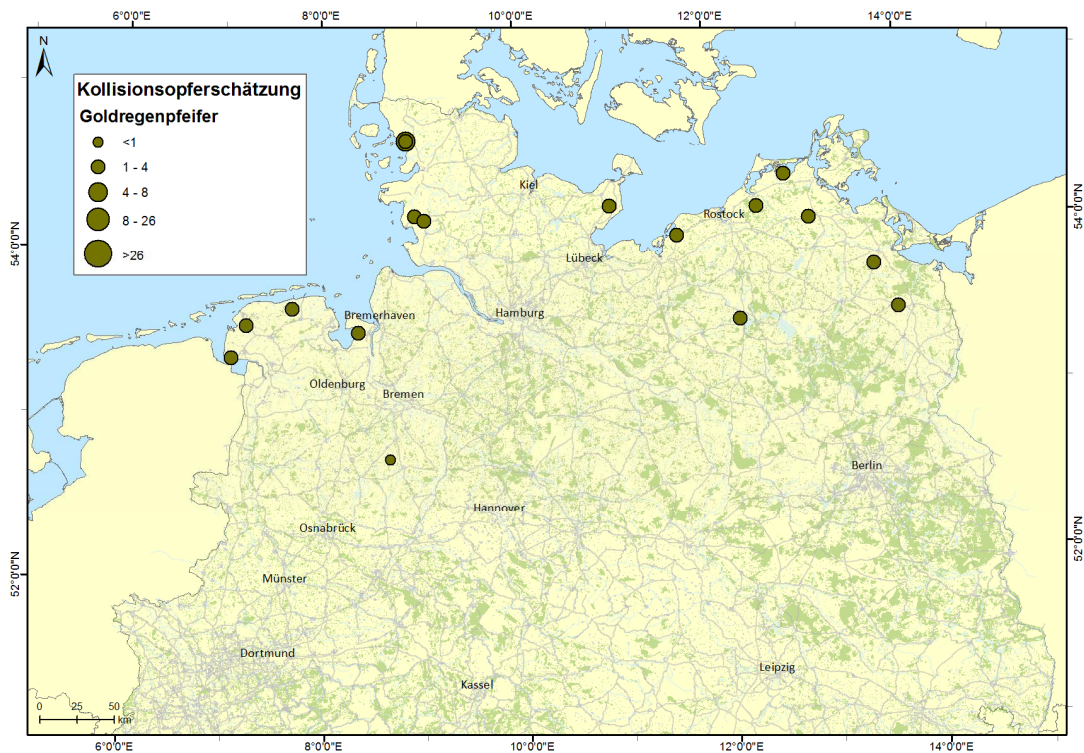 6°0'0"E 8°0'0"E 10°0'0"E 12°0'0"E 14°0'0"E
N
Kollisionsopferschätzung
Goldregenpfeifer
<1
1 - 4
4 - 8
8 - 26
>26
Kiel
Rostock
54°0'0"N
54°0'0"N
Lübeck
Bremerhaven
Hamburg
Oldenburg
Bremen
Berlin
Hannover
Osnabrück
52°0'0"N
52°0'0"N
Münster
Dortmund
Leipzig
Kassel
0 25 50
km
6°0'0"E 8°0'0"E 10°0'0"E 12°0'0"E 14°0'0"E